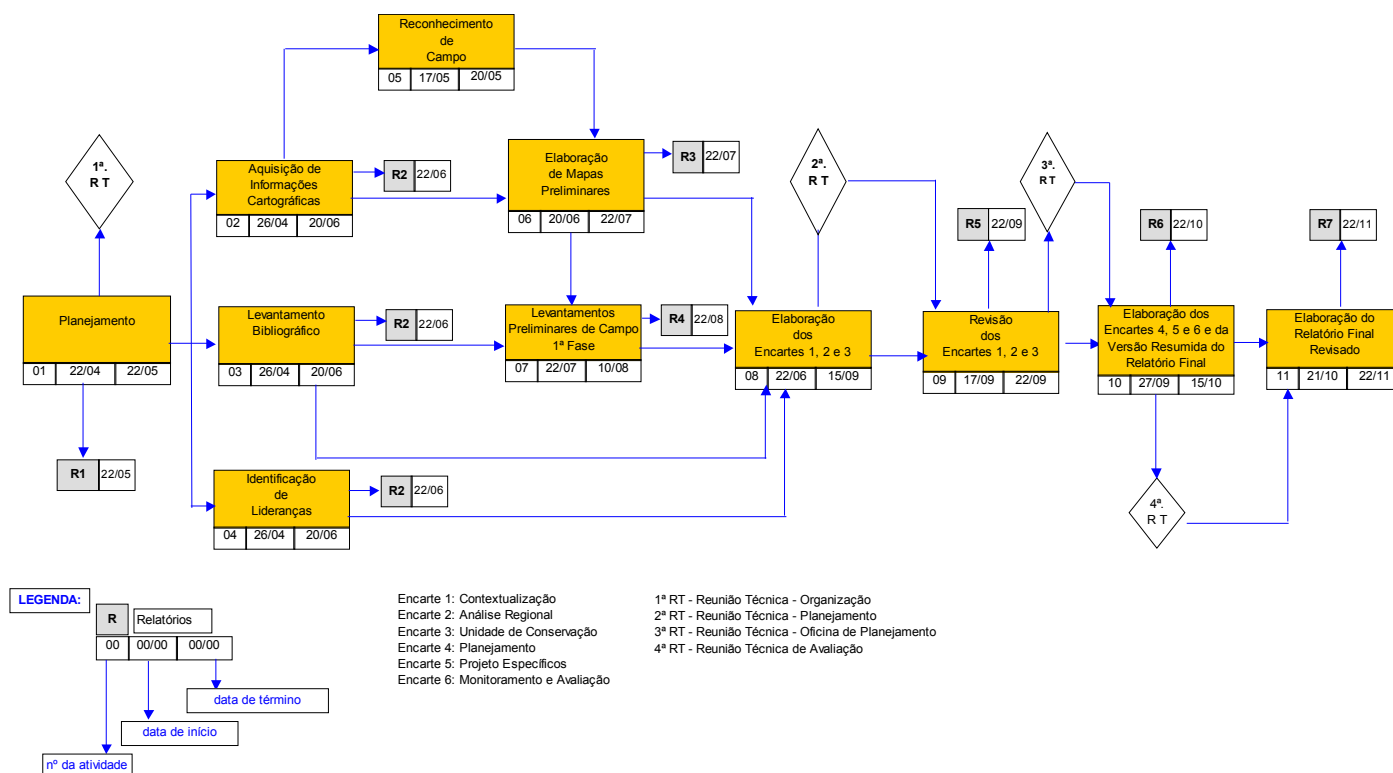 Reconhecimento
de
Campo
05 17/05 20/05
1ª.
R T
Aquisição de
Informações
Cartográficas
02 26/04 20/06
R2 22/06
Elaboração
de Mapas
Preliminares
06 20/06 22/07
R3 22/07
2ª.
R T
3ª.
R T
R5 22/09
R6 22/10
R7 22/11
Planejamento
01 22/04 22/05
R1 22/05
Levantamento
Bibliográfico
03 26/04 20/06
R2 22/06
Levantamentos
Preliminares de Campo
1ª Fase
07 22/07 10/08
R4 22/08
Elaboração
dos
Encartes 1, 2 e 3
08 22/06 15/09
Revisão
dos
Encartes 1, 2 e 3
09 17/09 22/09
Elaboração dos
Encartes 4, 5 e 6 e da
Versão Resumida do
Relatório Final
10 27/09 15/10
Elaboração do
Relatório Final
Revisado
11 21/10 22/11
Identificação
de
Lideranças
04 26/04 20/06
R2 22/06
4ª.
R T
LEGENDA:
R Relatórios
00 00/00 00/00
data de término
data de início
nº da atividade
Encarte 1: Contextualização
Encarte 2: Análise Regional
Encarte 3: Unidade de Conservação
Encarte 4: Planejamento
Encarte 5: Projeto Específicos
Encarte 6: Monitoramento e Avaliação
1ª RT - Reunião Técnica - Organização
2ª RT - Reunião Técnica - Planejamento
3ª RT - Reunião Técnica - Oficina de Planejamento
4ª RT - Reunião Técnica de Avaliação